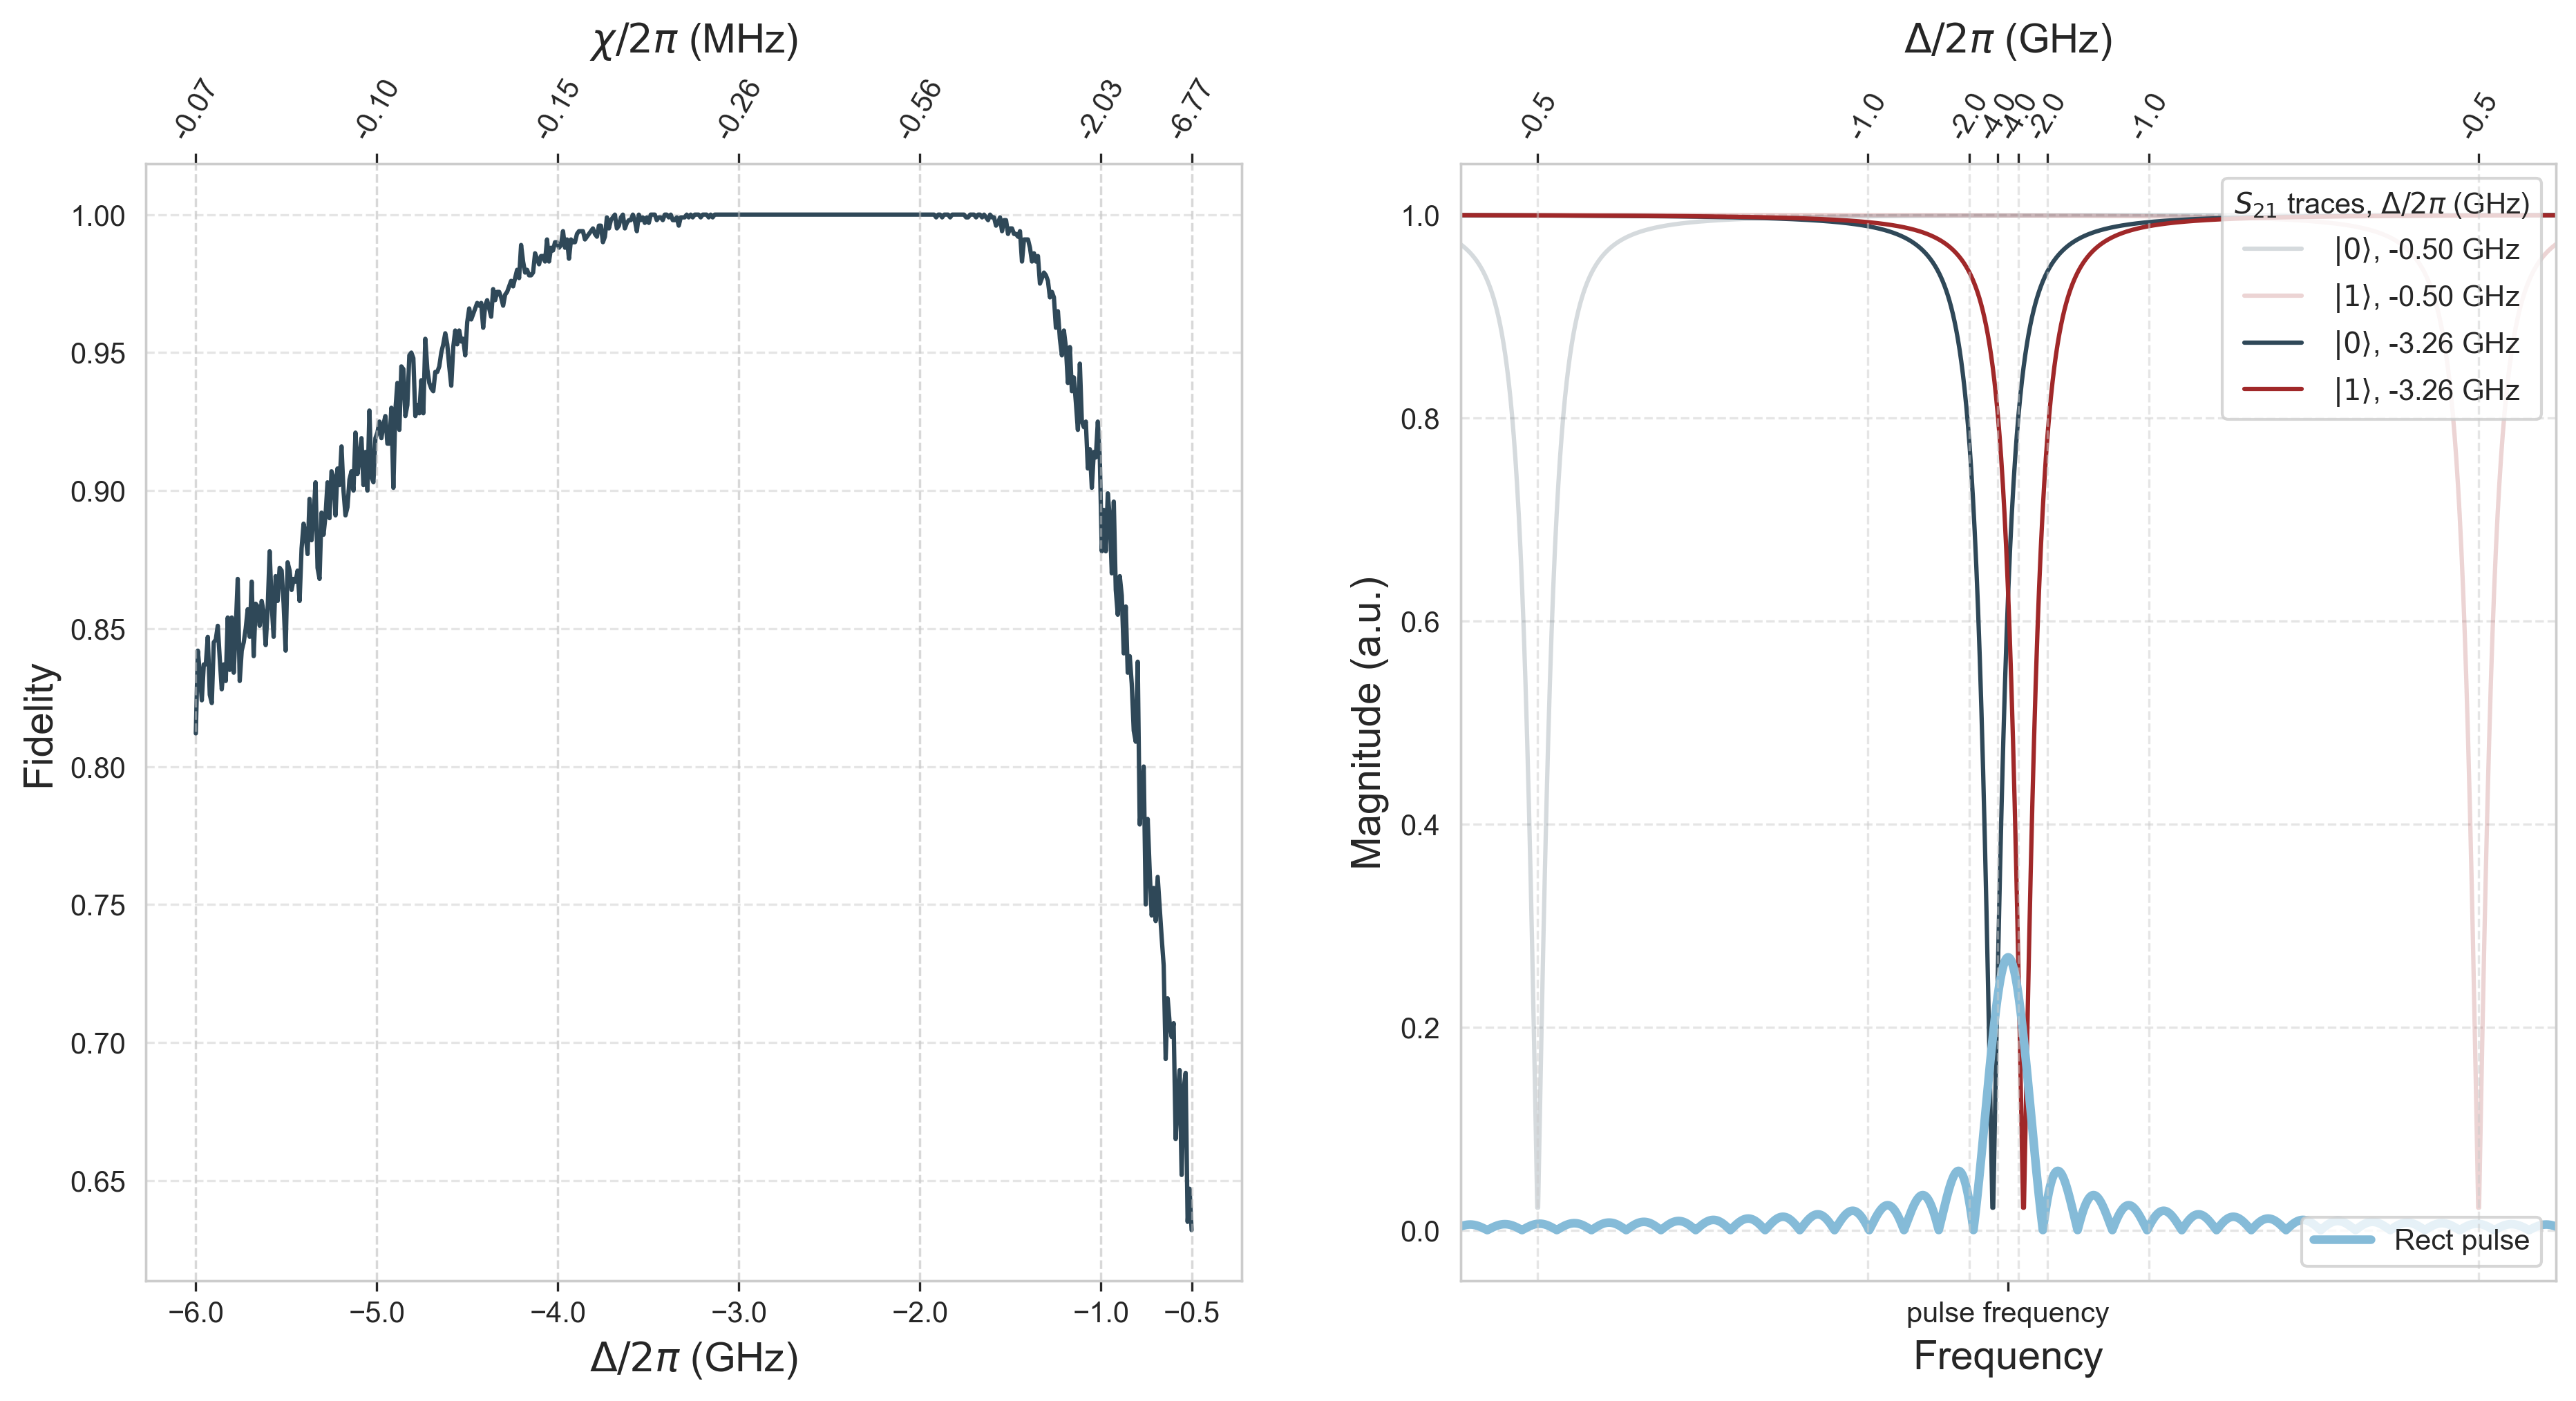 χ/2π (MHz)
-0.07
-0.10
-0.15
-0.26
-0.56
-2.03
-6.77
1.00
0.95
0.90
0.85
0.80
0.75
0.70
0.65
Fidelity
−6.0
−5.0
−4.0
−3.0
−2.0
−1.0
−0.5
Δ/2π (GHz)
Δ/2π (GHz)
-0.5
-1.0
-2.0
-4.0
-4.0
-2.0
-1.0
-0.5
1.0
0.8
0.6
0.4
0.2
0.0
Magnitude (a.u.)
S₂₁ traces, Δ/2π (GHz)
|0⟩, -0.50 GHz
|1⟩, -0.50 GHz
|0⟩, -3.26 GHz
|1⟩, -3.26 GHz
Rect pulse
pulse frequency
Frequency